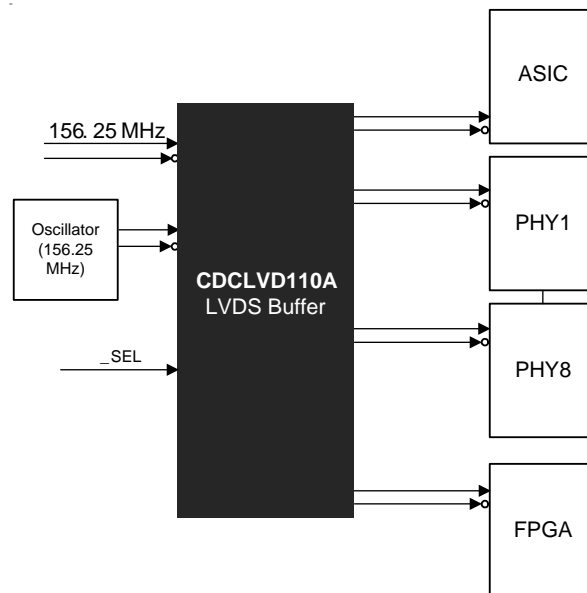 ASIC
156. 25 MHz
PHY1
Oscillator
(156.25
MHz)
CDCLVD110A
LVDS Buffer
_SEL
PHY8
FPGA